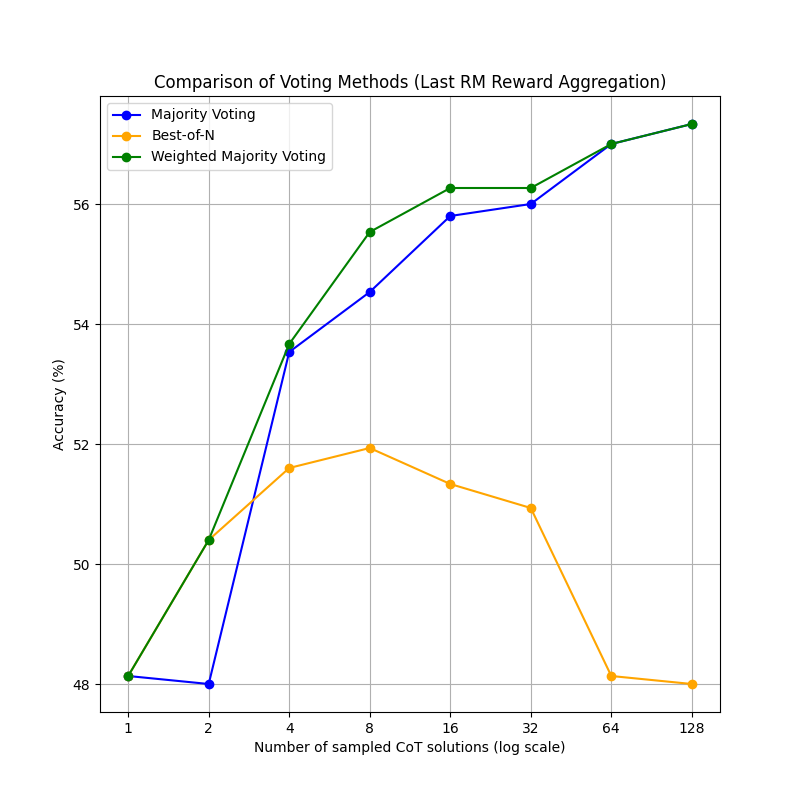 Comparison of Voting Methods (Last RM Reward Aggregation)
Majority Voting
Best-of-N
Weighted Majority Voting
Accuracy (%)
56
54
52
50
48
1 2 4 8 16 32 64 128
Number of sampled CoT solutions (log scale)